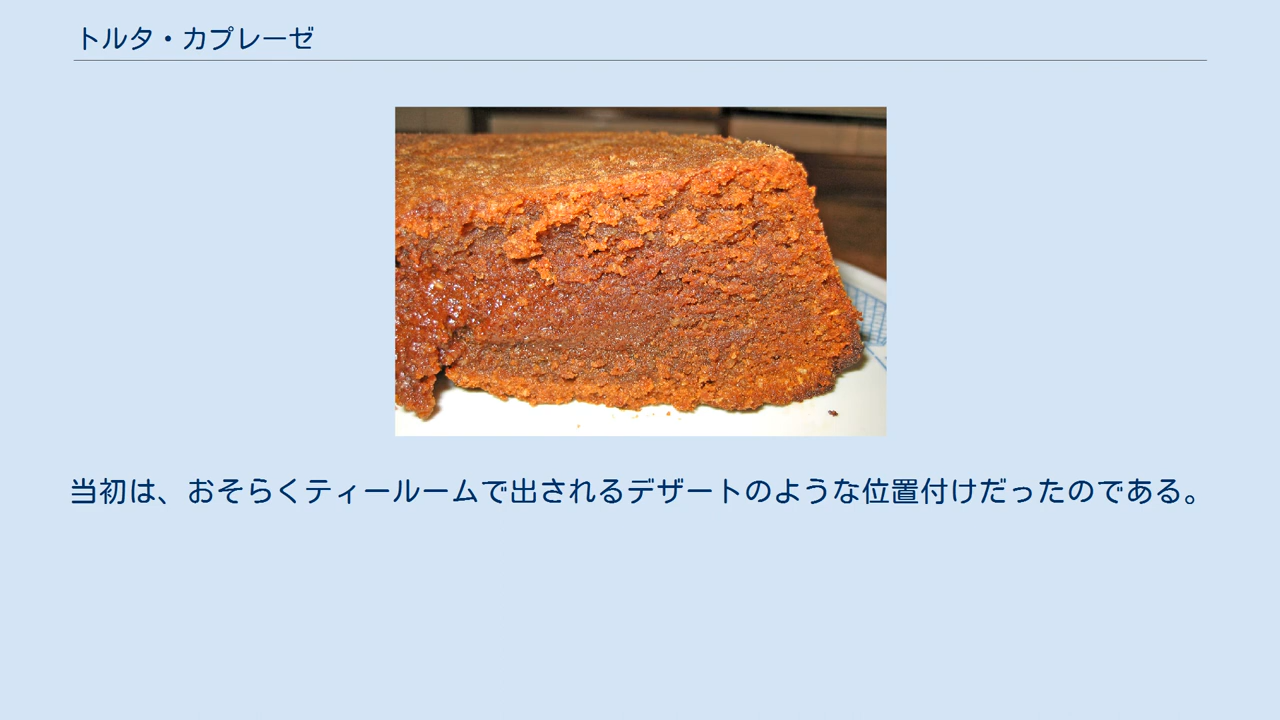 トルタ・カプレーゼ
当初は、おそらくティールームで出されるデザートのような位置付けだったのである。